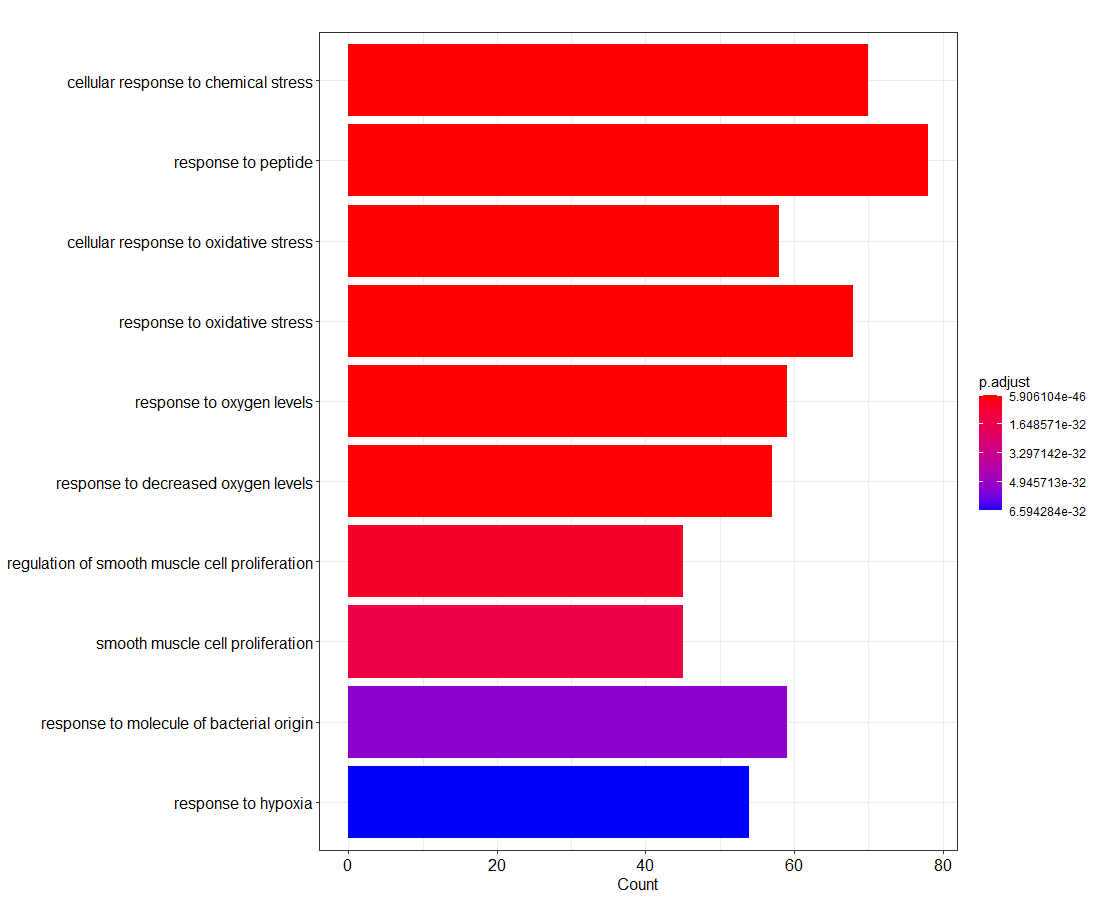 cellular response to chemical stress
response to peptide
cellular response to oxidative stress
response to oxidative stress
response to oxygen levels
response to decreased oxygen levels
regulation of smooth muscle cell proliferation
smooth muscle cell proliferation
response to molecule of bacterial origin
response to hypoxia
0 20 40 60 80
Count
p.adjust
5.906104e-46
1.648571e-32
3.297142e-32
4.945713e-32
6.594284e-32